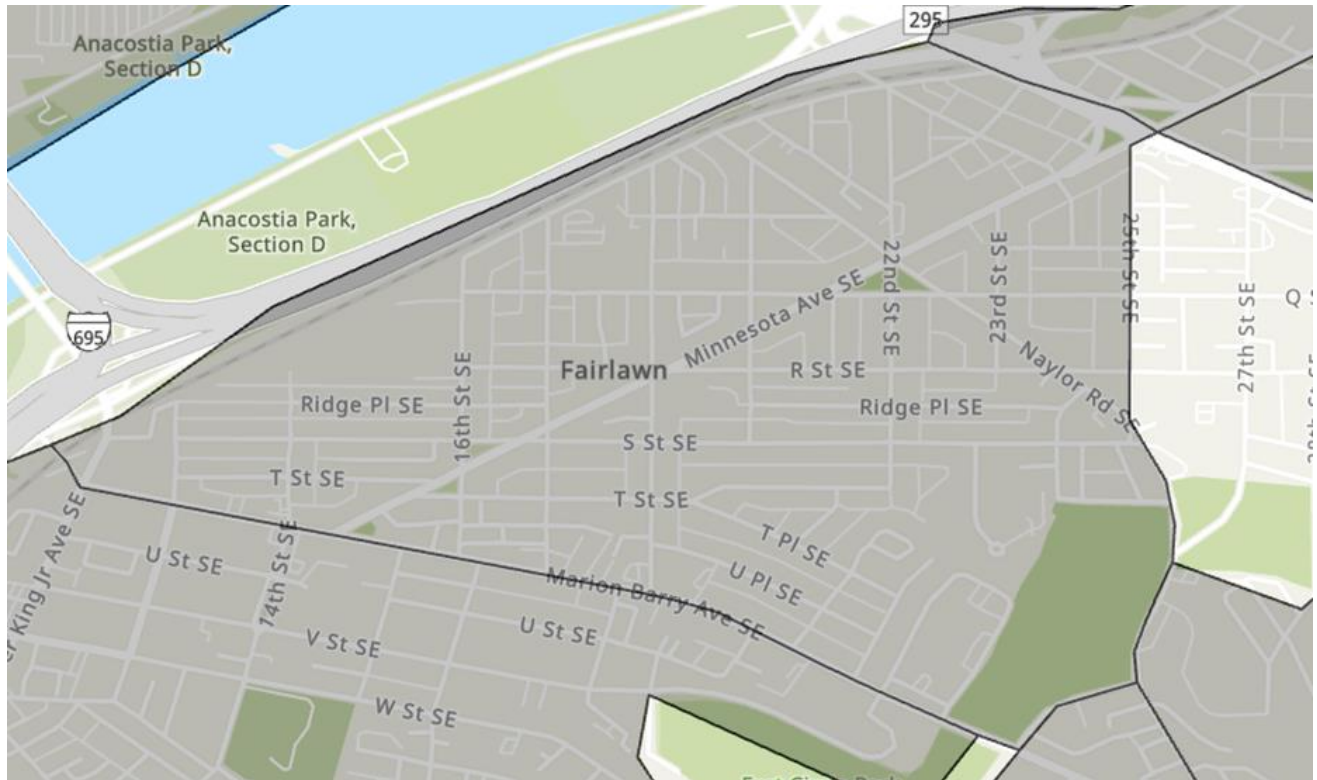 Anacostia Park,
Section D
295
Anacostia Park,
Section D
695
22nd St SE
23rd St SE
25th St SE
27th St SE
Minnesota Ave SE
Fairlawn
R St SE
Naylor Rd SE
16th St SE
Ridge Pl SE
Ridge Pl SE
S St SE
T St SE
T St SE
T Pl SE
U Pl SE
King Jr Ave SE
U St SE
14th St SE
Marion Barry Ave SE
U St SE
V St SE
W St SE